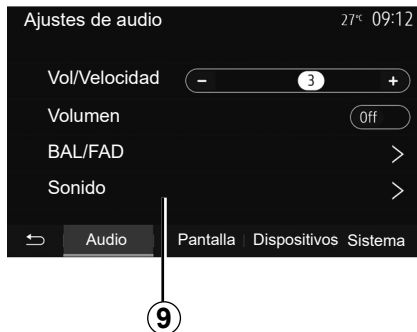 Ajustes de audio 27°C 09:12
Vol/Velocidad - 3 +
Volumen Off
BAL/FAD >
Sonido >
Audio Pantalla Dispositivos Sistema
9